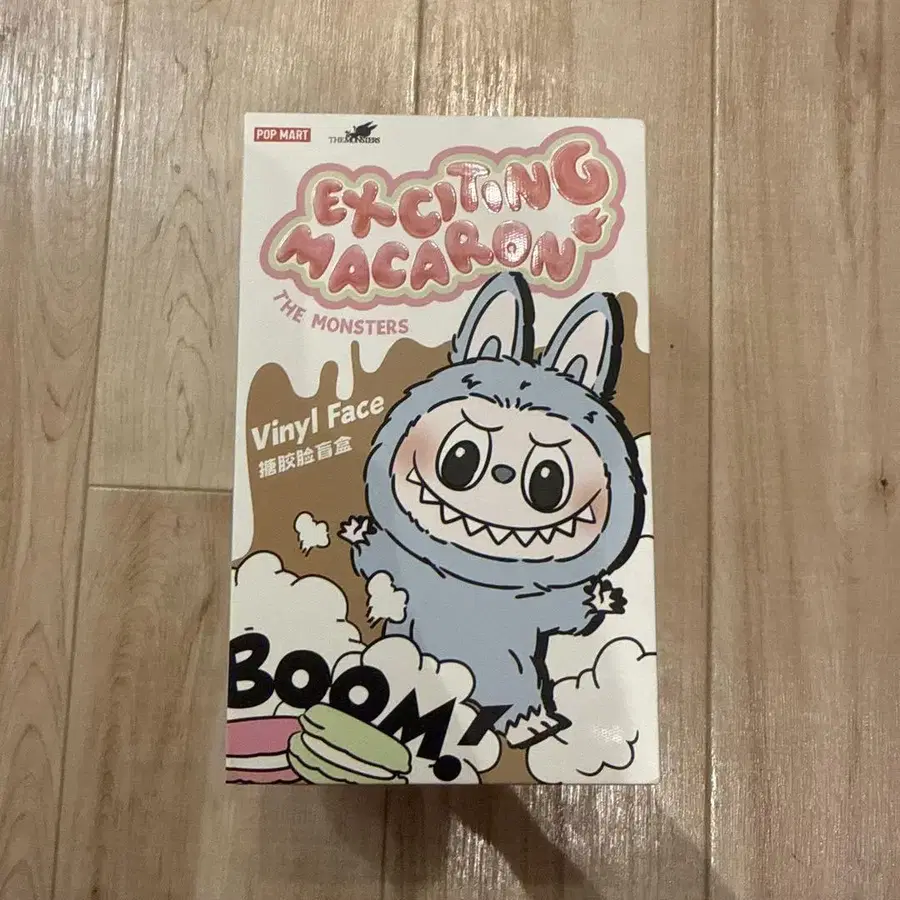 POP MART
THE MONSTERS
EXCITING
MACARON
THE MONSTERS
Vinyl Face
搪胶脸盲盒
BOOM!